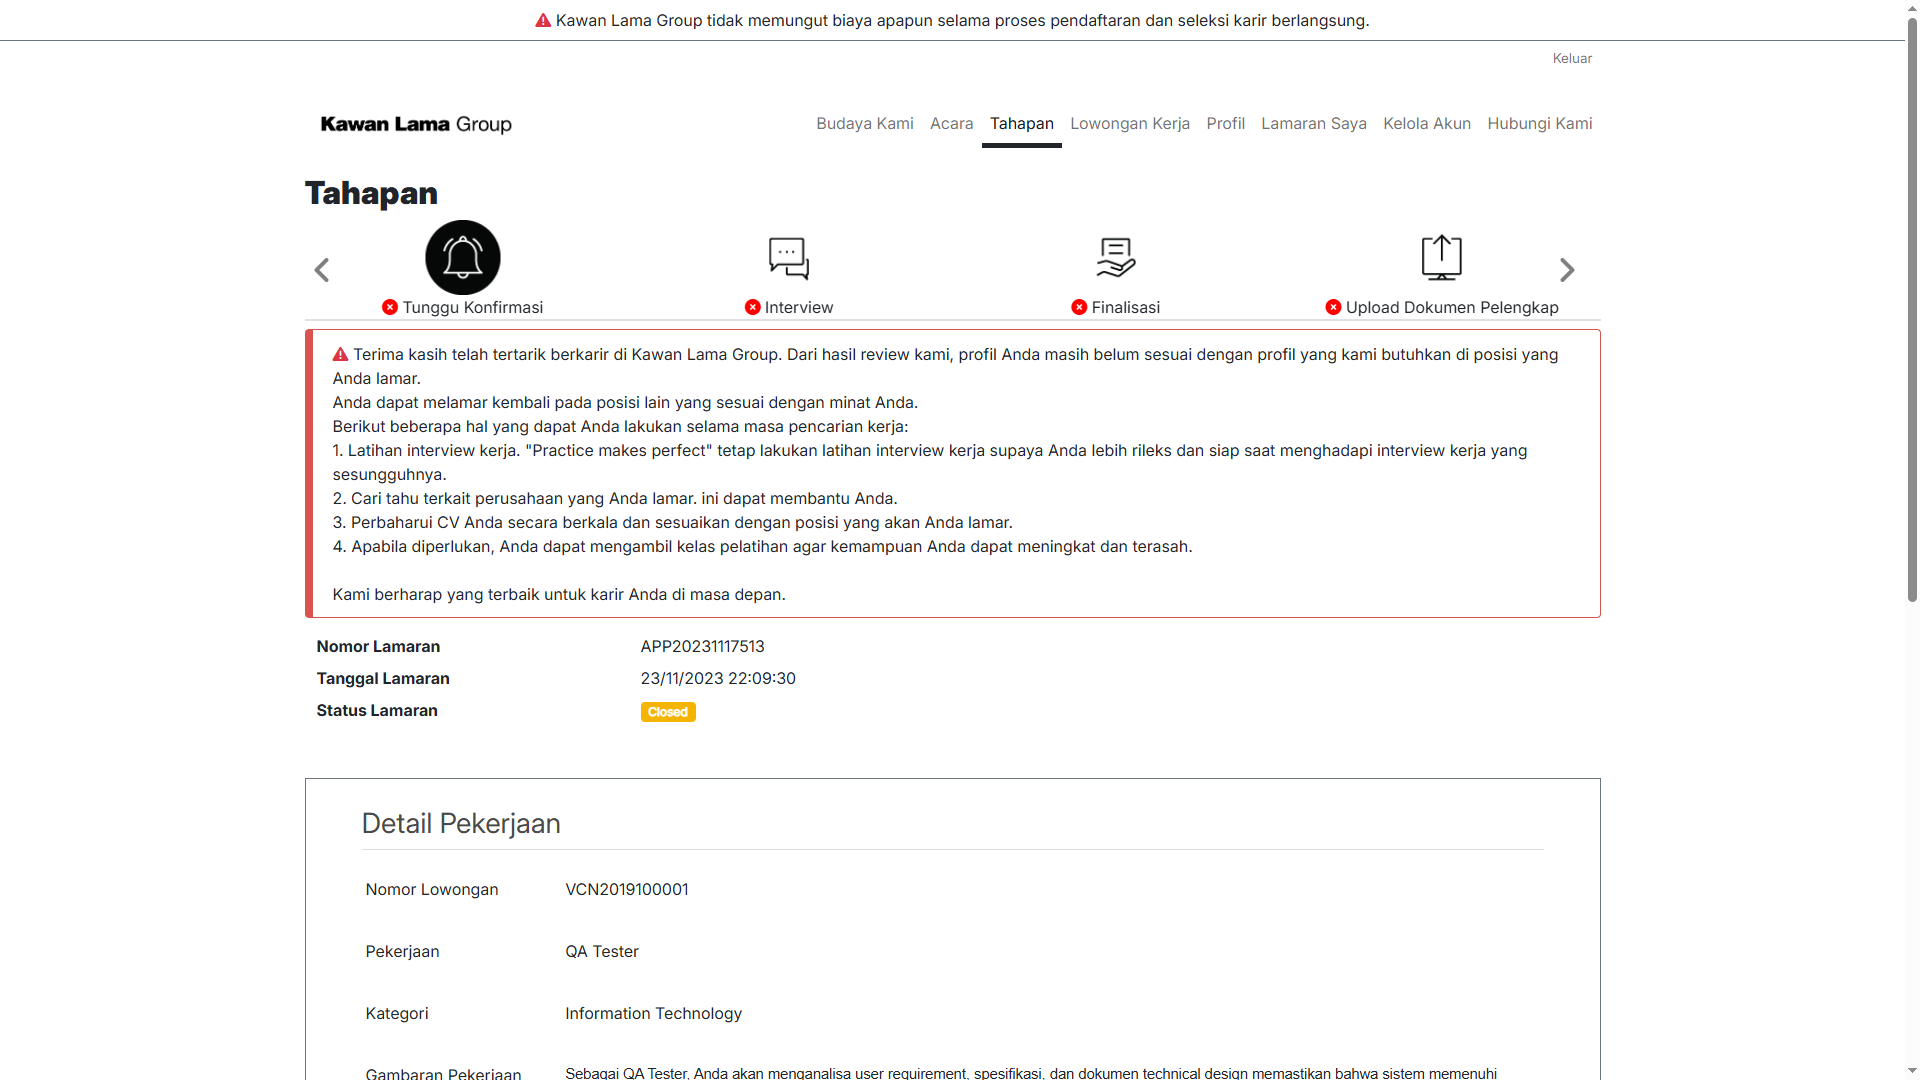 Kawan Lama Group tidak memungut biaya apapun selama proses pendaftaran dan seleksi karir berlangsung.
Keluar
Kawan Lama Group
Budaya Kami Acara Tahapan Lowongan Kerja Profil Lamaran Saya Kelola Akun Hubungi Kami
Tahapan
Tunggu Konfirmasi Interview Finalisasi Upload Dokumen Pelengkap
Terima kasih telah tertarik berkarir di Kawan Lama Group. Dari hasil review kami, profil Anda masih belum sesuai dengan profil yang kami butuhkan di posisi yang
Anda lamar.
Anda dapat melamar kembali pada posisi lain yang sesuai dengan minat Anda.
Berikut beberapa hal yang dapat Anda lakukan selama masa pencarian kerja:
1. Latihan interview kerja. "Practice makes perfect" tetap lakukan latihan interview kerja supaya Anda lebih rileks dan siap saat menghadapi interview kerja yang
sesungguhnya.
2. Cari tahu terkait perusahaan yang Anda lamar. ini dapat membantu Anda.
3. Perbaharui CV Anda secara berkala dan sesuaikan dengan posisi yang akan Anda lamar.
4. Apabila diperlukan, Anda dapat mengambil kelas pelatihan agar kemampuan Anda dapat meningkat dan terasah.
Kami berharap yang terbaik untuk karir Anda di masa depan.
Nomor Lamaran APP20231117513
Tanggal Lamaran 23/11/2023 22:09:30
Status Lamaran Closed
Detail Pekerjaan
Nomor Lowongan VCN2019100001
Pekerjaan QA Tester
Kategori Information Technology
Gambaran Pekerjaan Sebagai QA Tester, Anda akan menganalisa user requirement, spesifikasi, dan dokumen technical design memastikan bahwa sistem memenuhi